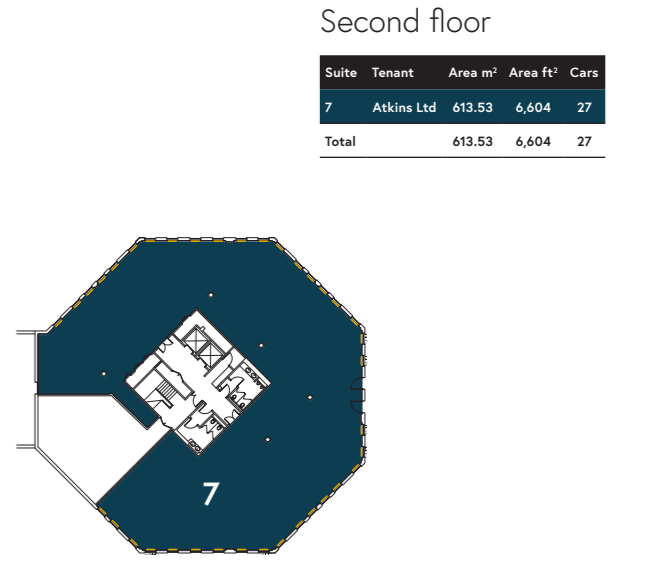 Second floor
Suite Tenant Area m² Area ft² Cars
7 Atkins Ltd 613.53 6,604 27
Total 613.53 6,604 27
7